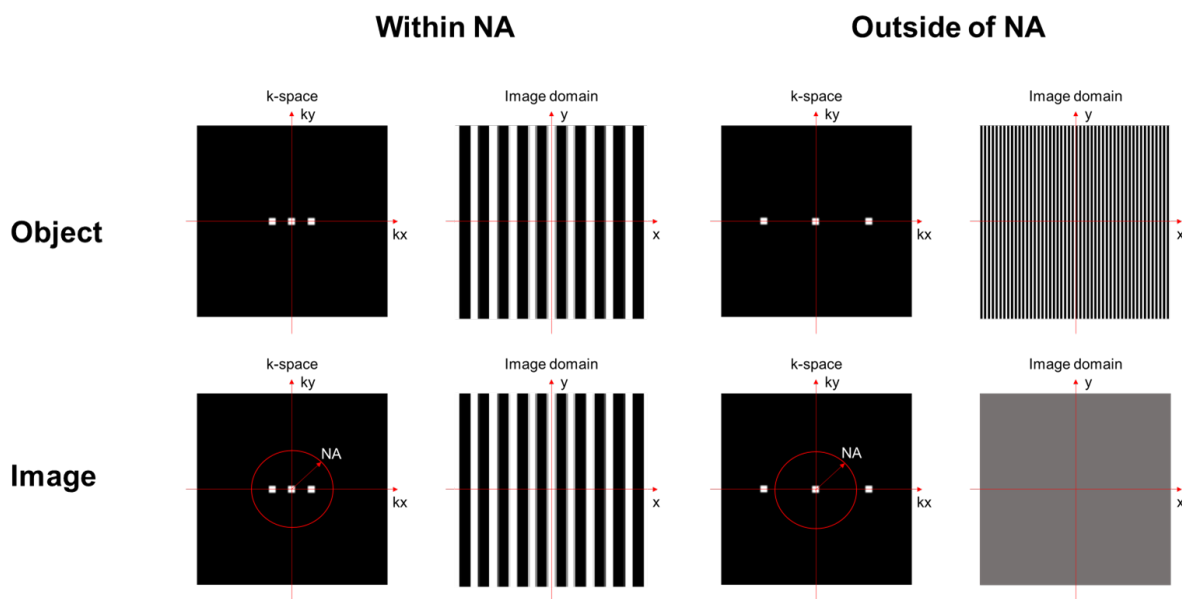 Within NA Outside of NA
k-space Image domain k-space Image domain
ky y ky y
Object
kx x kx x
k-space Image domain k-space Image domain
ky y ky y
NA NA
Image
kx x kx x